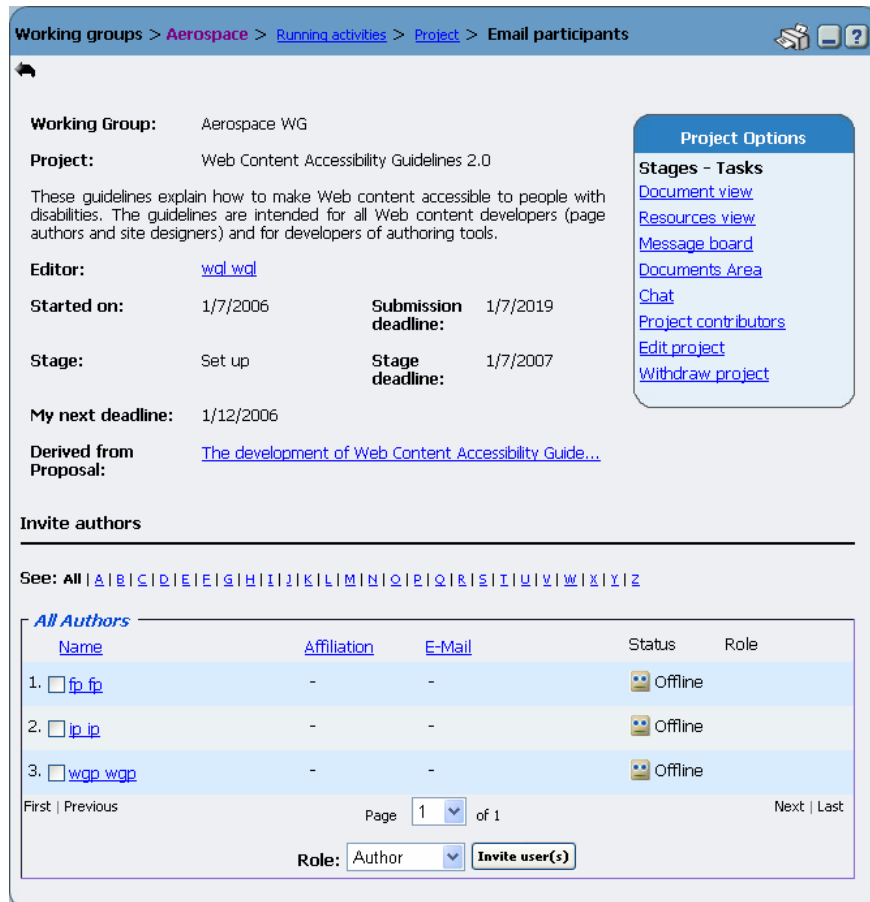 Working groups > Aerospace > Running activities > Project > Email participants
?
Working Group: Aerospace WG
Project: Web Content Accessibility Guidelines 2.0
These guidelines explain how to make Web content accessible to people with
disabilities. The guidelines are intended for all Web content developers (page
authors and site designers) and for developers of authoring tools.
Editor: wgl wgl
Started on: 1/7/2006 Submission deadline: 1/7/2019
Stage: Set up Stage deadline: 1/7/2007
My next deadline: 1/12/2006
Derived from Proposal: The development of Web Content Accessibility Guide...
Project Options
Stages - Tasks
Document view
Resources view
Message board
Documents Area
Chat
Project contributors
Edit project
Withdraw project
Invite authors
See: All | A | B | C | D | E | F | G | H | I | J | K | L | M | N | O | P | Q | R | S | T | U | V | W | X | Y | Z
All Authors
Name Affiliation E-Mail Status Role
1. fp fp - - Offline
2. ip ip - - Offline
3. wgp wgp - - Offline
First | Previous Page 1 of 1 Next | Last
Role: Author Invite user(s)